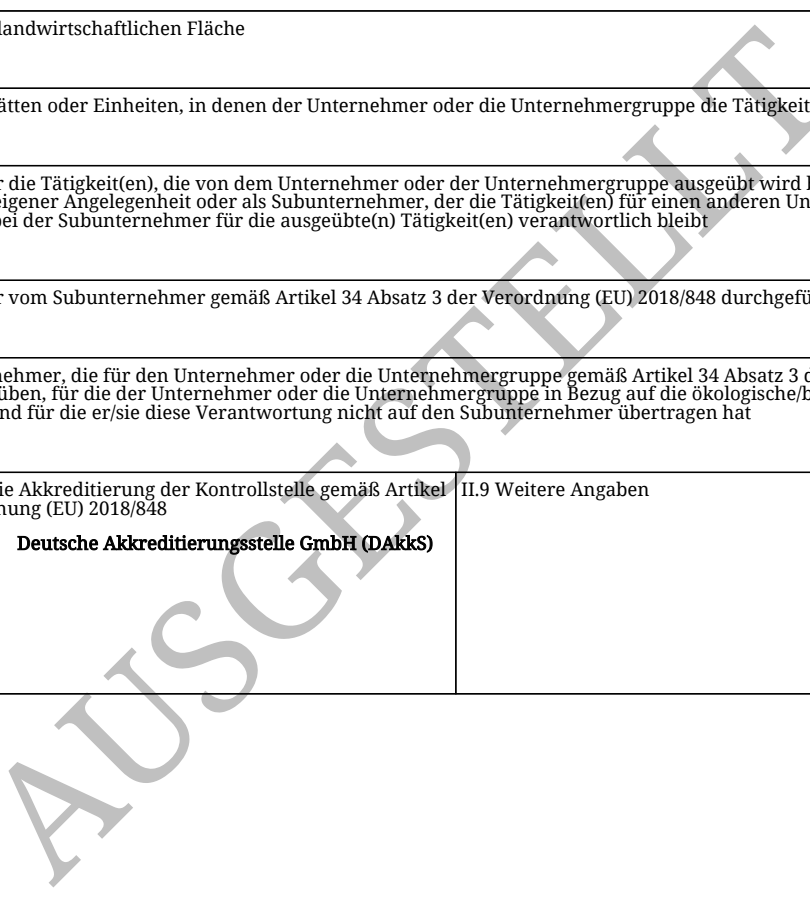 landwirtschaftlichen Fläche
ätten oder Einheiten, in denen der Unternehmer oder die Unternehmergruppe die Tätigkeit
r die Tätigkeit(en), die von dem Unternehmer oder der Unternehmergruppe ausgeübt wird
eigener Angelegenheit oder als Subunternehmer, der die Tätigkeit(en) für einen anderen Un
bei der Subunternehmer für die ausgeübte(n) Tätigkeit(en) verantwortlich bleibt
r vom Subunternehmer gemäß Artikel 34 Absatz 3 der Verordnung (EU) 2018/848 durchgefü
nehmer, die für den Unternehmer oder die Unternehmergruppe gemäß Artikel 34 Absatz 3 d
üben, für die der Unternehmer oder die Unternehmergruppe in Bezug auf die ökologische/b
nd für die er/sie diese Verantwortung nicht auf den Subunternehmer übertragen hat
ie Akkreditierung der Kontrollstelle gemäß Artikel
nung (EU) 2018/848
Deutsche Akkreditierungsstelle GmbH (DAkkS)
II.9 Weitere Angaben
AUSGESTELLT